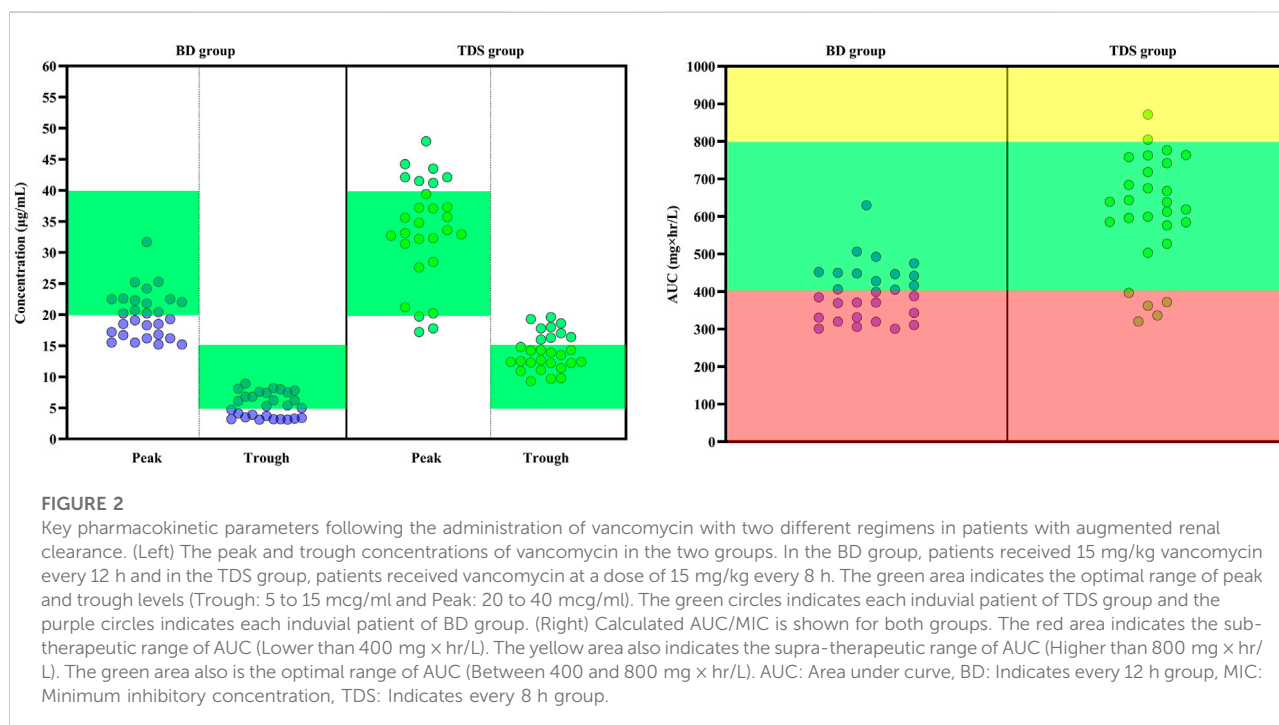 BD group
TDS group
60
55
50
45
40
35
30
25
20
15
10
5
0
Concentration (µg/mL)
Peak
Trough
Peak
Trough
BD group
TDS group
1000
900
800
700
600
500
400
300
200
100
0
AUC (mg×hr/L)
FIGURE 2
Key pharmacokinetic parameters following the administration of vancomycin with two different regimens in patients with augmented renal
clearance. (Left) The peak and trough concentrations of vancomycin in the two groups. In the BD group, patients received 15 mg/kg vancomycin
every 12 h and in the TDS group, patients received vancomycin at a dose of 15 mg/kg every 8 h. The green area indicates the optimal range of peak
and trough levels (Trough: 5 to 15 mcg/ml and Peak: 20 to 40 mcg/ml). The green circles indicates each induvial patient of TDS group and the
purple circles indicates each induvial patient of BD group. (Right) Calculated AUC/MIC is shown for both groups. The red area indicates the sub-
therapeutic range of AUC (Lower than 400 mg × hr/L). The yellow area also indicates the supra-therapeutic range of AUC (Higher than 800 mg × hr/
L). The green area also is the optimal range of AUC (Between 400 and 800 mg × hr/L). AUC: Area under curve, BD: Indicates every 12 h group, MIC:
Minimum inhibitory concentration, TDS: Indicates every 8 h group.